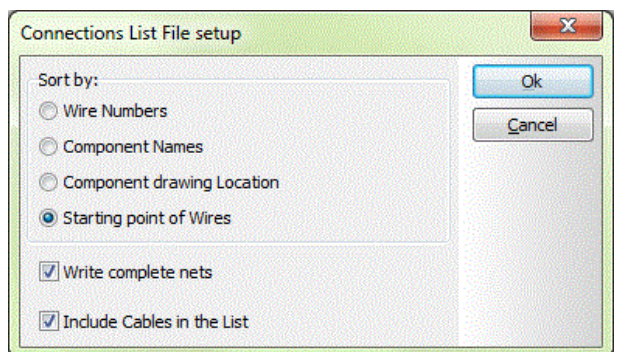 Connections List File setup
Sort by:
Wire Numbers
Component Names
Component drawing Location
Starting point of Wires
Write complete nets
Include Cables in the List
Ok
Cancel